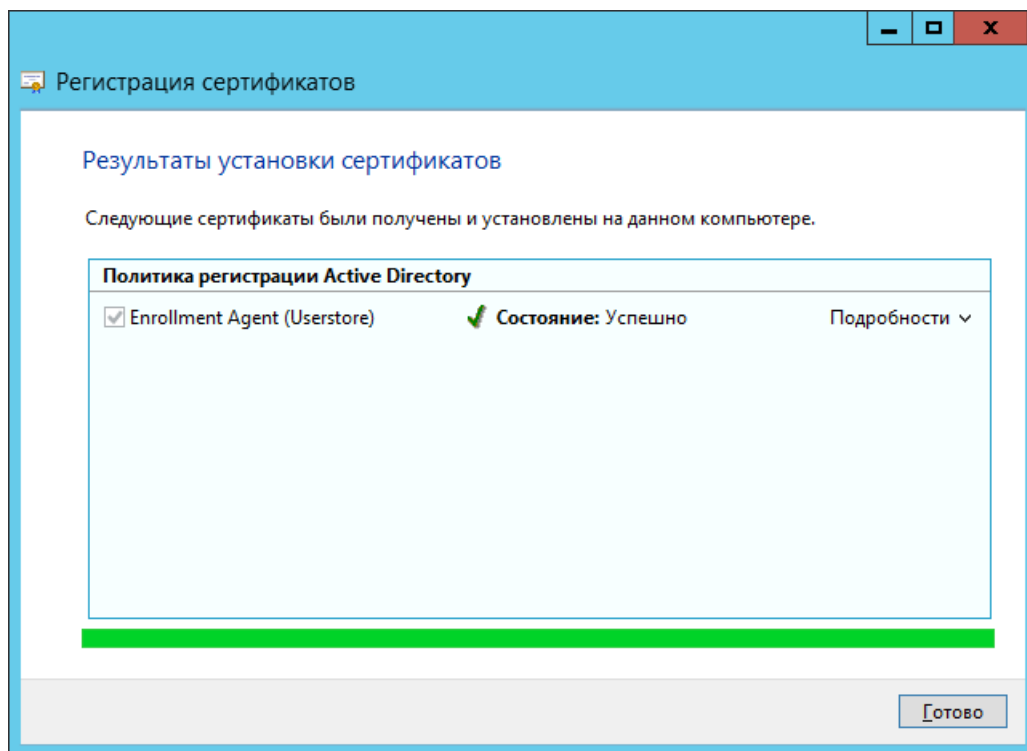 Регистрация сертификатов
Результаты установки сертификатов
Следующие сертификаты были получены и установлены на данном компьютере.
Политика регистрации Active Directory
Enrollment Agent (Userstore) Состояние: Успешно Подробности
Готово